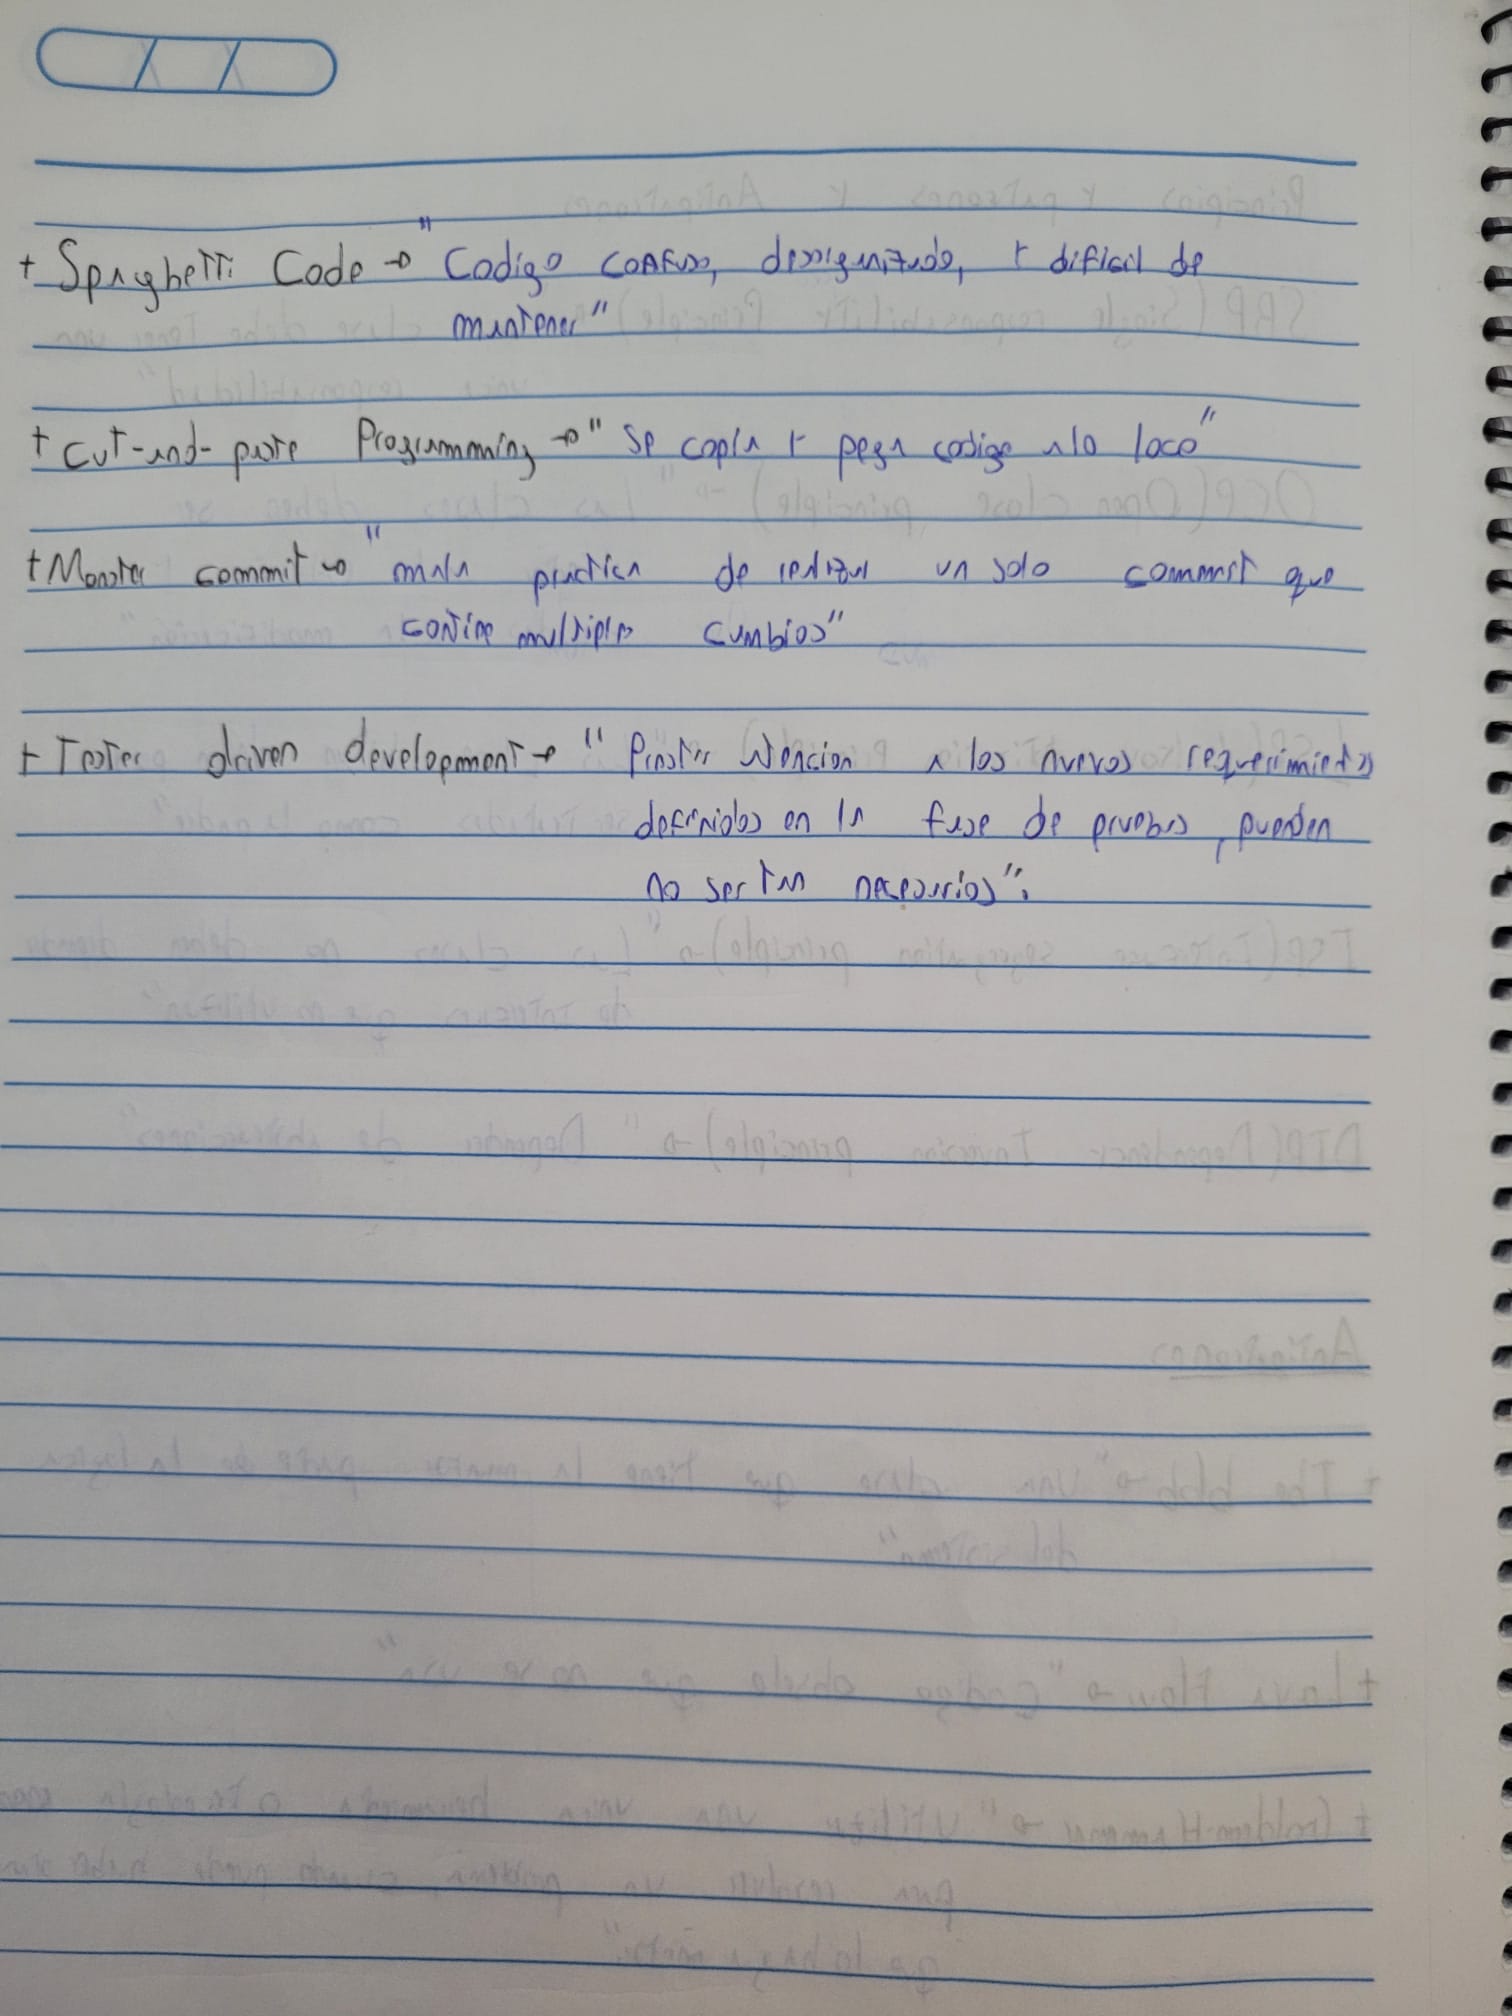 + Spaghetti Code → "Codigo confuso, desorganizado, y dificil de
mantener"
+ Cut-and-paste Programming → "Se copia y pega codigo a lo loco"
+ Monster commit → "mala practica de realizar un solo commit que
contine multiples cambios"
+ Tester driven development → " Prestar atencion a los nuevos requerimientos
definidos en la fase de pruebas, pueden
no ser tan necesarios".